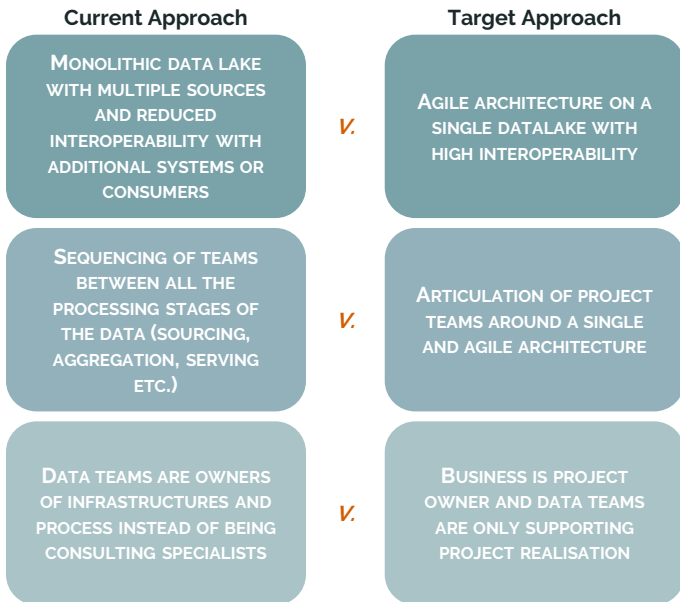 Current Approach
Target Approach
Monolithic data lake
with multiple sources
and reduced
interoperability with
additional systems or
consumers
v.
Agile architecture on a
single datalake with
high interoperability
Sequencing of teams
between all the
processing stages of
the data (sourcing,
aggregation, serving
etc.)
v.
Articulation of project
teams around a single
and agile architecture
Data teams are owners
of infrastructures and
process instead of being
consulting specialists
v.
Business is project
owner and data teams
are only supporting
project realisation